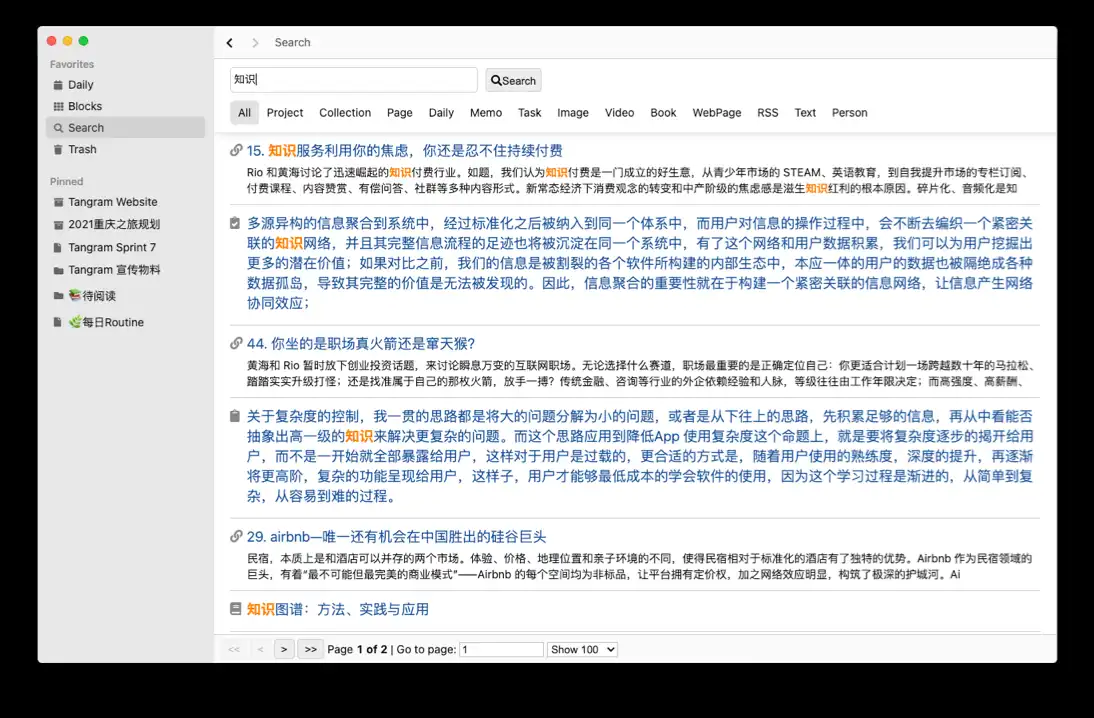 Favorites
Daily
Blocks
Search
Trash
Pinned
Tangram Website
2021重庆之旅规划
Tangram Sprint 7
Tangram 宣传物料
📚待阅读
🌿每日Routine
Search
知识
Search
All Project Collection Page Daily Memo Task Image Video Book WebPage RSS Text Person
15. 知识服务利用你的焦虑，你还是忍不住持续付费
Rio 和黄海讨论了迅速崛起的知识付费行业。如题，我们认为知识付费是一门成立的好生意，从青少年市场的 STEAM、英语教育，到自我提升市场的专栏订阅、
付费课程、内容赞赏、有偿问答、社群等多种内容形式。新常态经济下消费观念的转变和中产阶级的焦虑感是滋生知识红利的根本原因。碎片化、音频化是知
多源异构的信息聚合到系统中，经过标准化之后被纳入到同一个体系中，而用户对信息的操作过程中，会不断去编织一个紧密关
联的知识网络，并且其完整信息流程的足迹也将被沉淀在同一个系统中，有了这个网络和用户数据积累，我们可以为用户挖掘出
更多的潜在价值；如果对比之前，我们的信息是被割裂的各个软件所构建的内部生态中，本应一体的用户的数据也被隔绝成各种
数据孤岛，导致其完整的价值是无法被发现的。因此，信息聚合的重要性就在于构建一个紧密关联的信息网络，让信息产生网络
协同效应；
44. 你坐的是职场真火箭还是窜天猴？
黄海和 Rio 暂时放下创业投资话题，来讨论瞬息万变的互联网职场。无论选择什么赛道，职场最重要的是正确定位自己：你更适合计划一场跨越数十年的马拉松、
踏踏实实升级打怪；还是找准属于自己的那枚火箭，放手一搏？传统金融、咨询等行业的外企依赖经验和人脉，等级往往由工作年限决定；而高强度、高薪酬、
关于复杂度的控制，我一贯的思路都是将大的问题分解为小的问题，或者是从下往上的思路，先积累足够的信息，再从中看能否
抽象出高一级的知识来解决更复杂的问题。而这个思路应用到降低App 使用复杂度这个命题上，就是要将复杂度逐步的揭开给用
户，而不是一开始就全部暴露给用户，这样对于用户是过载的，更合适的方式是，随着用户使用的熟练度，深度的提升，再逐渐
将更高阶，复杂的功能呈现给用户，这样子，用户才能够最低成本的学会软件的使用，因为这个学习过程是渐进的，从简单到复
杂，从容易到难的过程。
29. airbnb—唯一还有机会在中国胜出的硅谷巨头
民宿，本质上是和酒店可以并存的两个市场。体验、价格、地理位置和亲子环境的不同，使得民宿相对于标准化的酒店有了独特的优势。Airbnb 作为民宿领域的
巨头，有着“最不可能但最完美的商业模式”——Airbnb 的每个空间均为非标品，让平台拥有定价权，加之网络效应明显，构筑了极深的护城河。Ai
知识图谱：方法、实践与应用
<< < > >> Page 1 of 2 | Go to page: 1 Show 100